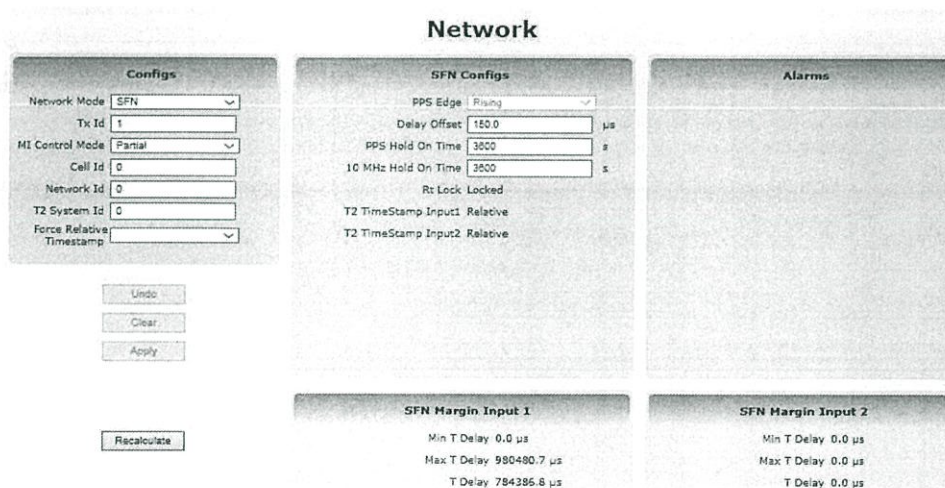 Network
Configs
Network Mode SFN
Tx Id 1
MI Control Mode Partial
Cell Id 0
Network Id 0
T2 System Id 0
Force Relative Timestamp
Undo
Clear
Apply
Recalculate
SFN Configs
PPS Edge Rising
Delay Offset 150.0 µs
PPS Hold On Time 3600 s
10 MHz Hold On Time 3600 s
Rt Lock Locked
T2 TimeStamp Input1 Relative
T2 TimeStamp Input2 Relative
Alarms
SFN Margin Input 1
Min T Delay 0.0 µs
Max T Delay 980480.7 µs
T Delay 784386.8 µs
SFN Margin Input 2
Min T Delay 0.0 µs
Max T Delay 0.0 µs
T Delay 0.0 µs